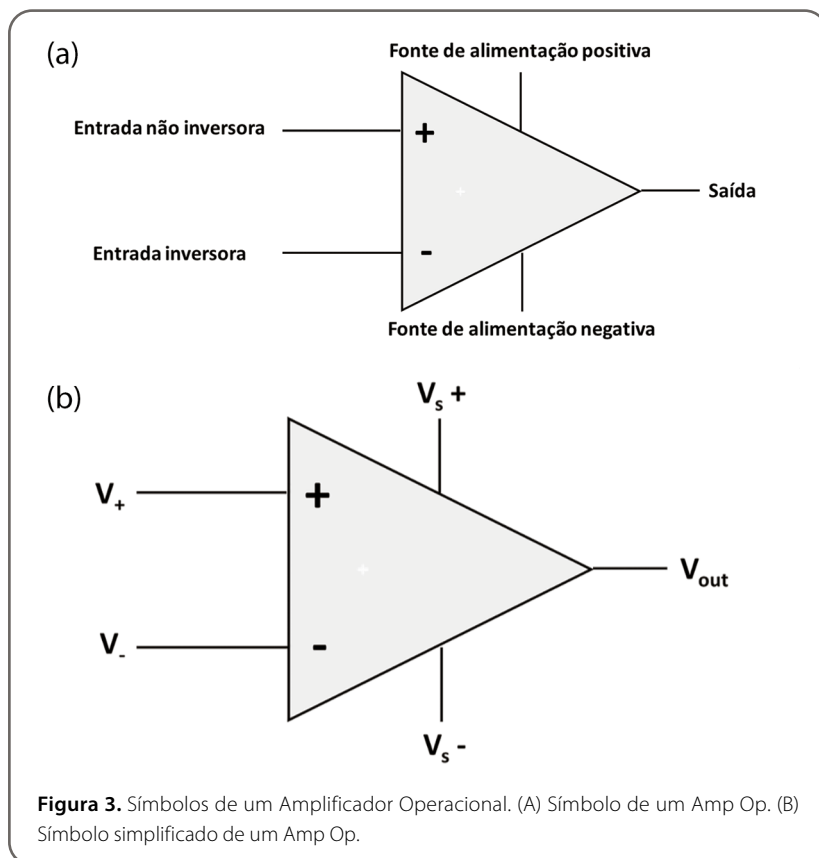 (a)
Fonte de alimentação positiva
Entrada não inversora
+
Saída
Entrada inversora
-
Fonte de alimentação negativa
(b)
Vs +
V+
+
Vout
V-
-
Vs -
Figura 3. Símbolos de um Amplificador Operacional. (A) Símbolo de um Amp Op. (B)
Símbolo simplificado de um Amp Op.